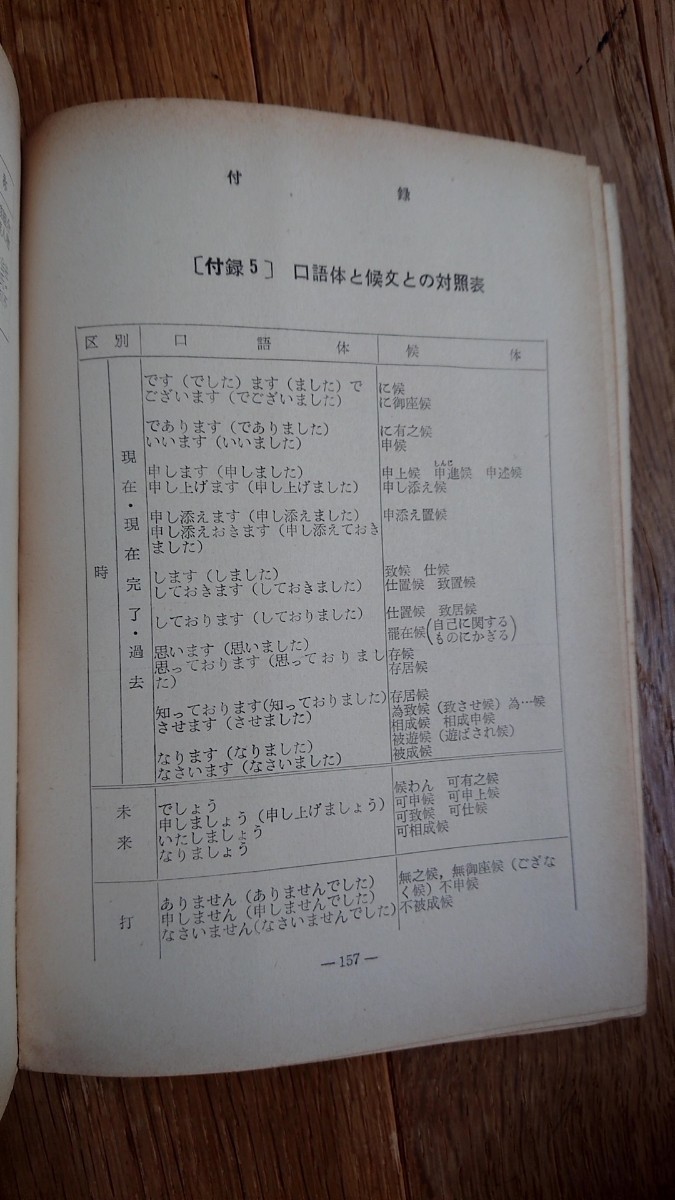 付録
［付録5］ 口語体と候文との対照表
区別 口語体 候体
時
現在・現在完了・過去
です（でした）ます（ました）で に候
ございます（でございました） に御座候
であります（でありました） に有之候
いいます（いいました） 申候
申します（申しました） 申上候 申進候 申述候
しんじ
申し上げます（申し上げました） 申し添え候
申し添えます（申し添えました） 申添え置候
申し添えおきます（申し添えておき
ました）
します（しました） 致候 仕候
しておきます（しておきました） 仕置候 致置候
しております（しておりました） 仕置候 致居候
罷在候（自己に関する
ものにかぎる）
思います（思いました） 存候
思っております（思っておりまし 存居候
た）
知っております（知っておりました） 存居候
させます（させました） 為致候（致させ候）為…候
相成候 相成申候
なります（なりました） 被遊候（遊ばされ候）
なさいます（なさいました） 被成候
未来
でしょう 候わん 可有之候
申しましょう（申し上げましょう） 可申候 可申上候
いたしましょう 可致候 可仕候
なりましょう 可相成候
打
ありません（ありませんでした） 無之候，無御座候（ござな
申しません（申しませんでした） く候）不申候
なさいません（なさいませんでした） 不被成候
—157—